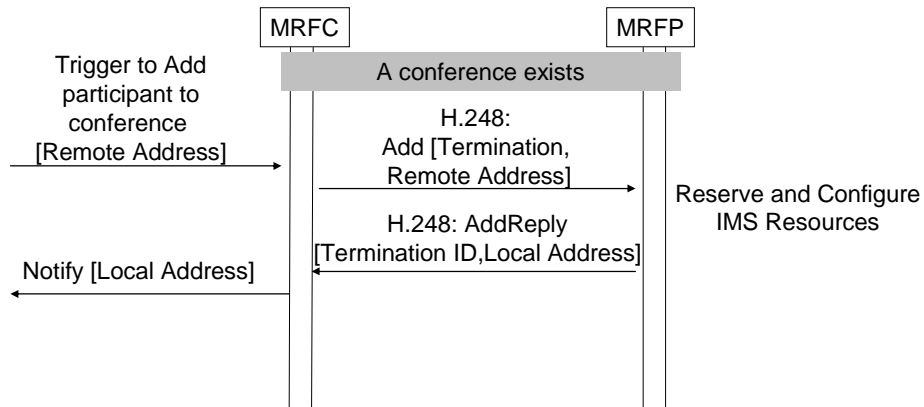 MRFC
MRFP
A conference exists
Trigger to Add
participant to
conference
[Remote Address]
H.248:
Add [Termination,
Remote Address]
Reserve and Configure
IMS Resources
H.248: AddReply
[Termination ID,Local Address]
Notify [Local Address]